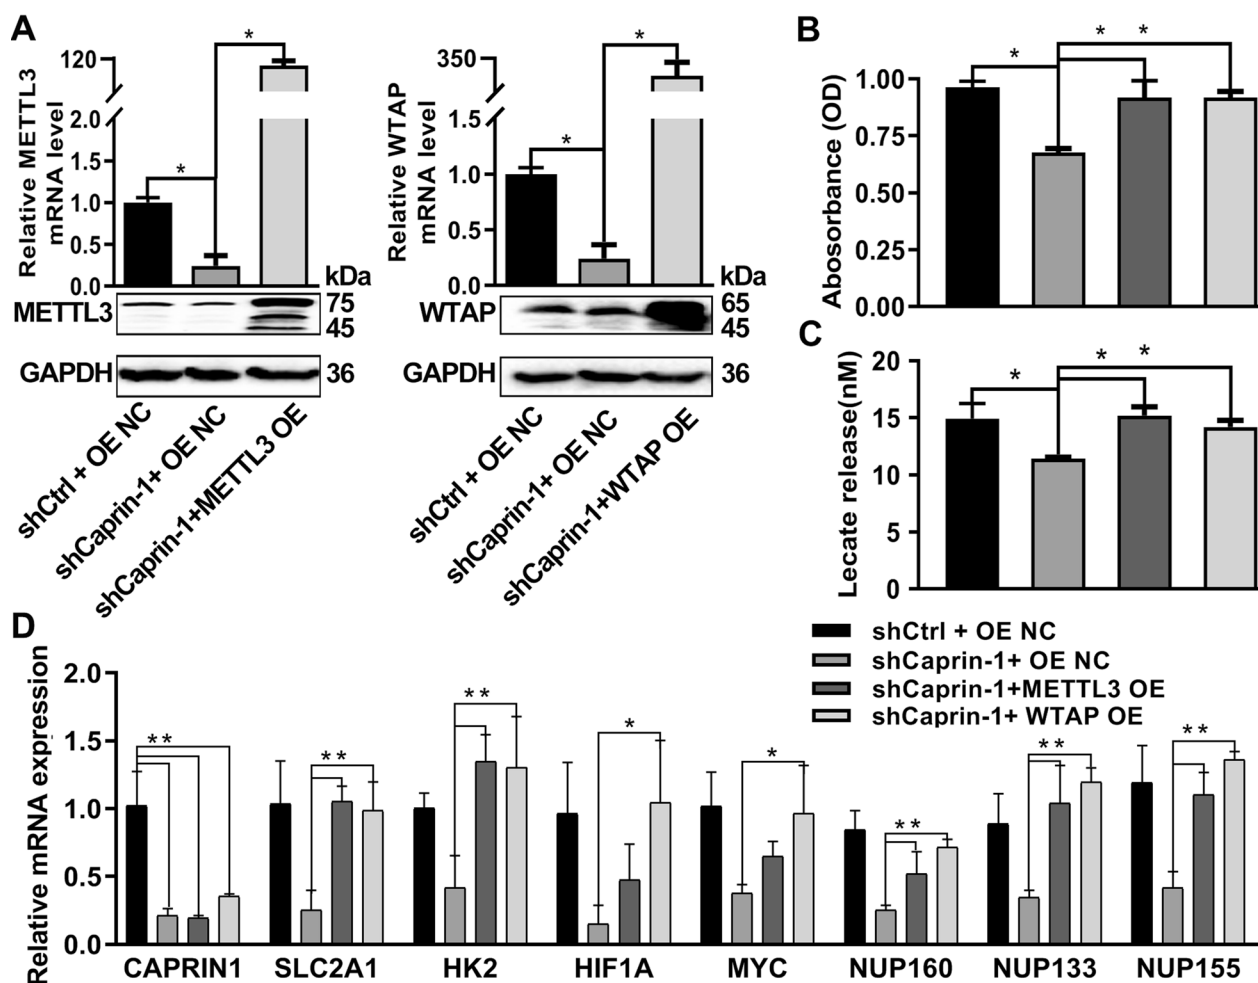 A
Relative METTL3
mRNA level
120
2.0
1.5
1.0
0.5
0.0
*
*
kDa
METTL3
75
45
GAPDH
36
shCtrl + OE NC
shCaprin-1+ OE NC
shCaprin-1+METTL3 OE
Relative WTAP
mRNA level
350
1.5
1.0
0.5
0.0
*
*
kDa
WTAP
65
45
GAPDH
36
shCtrl + OE NC
shCaprin-1+ OE NC
shCaprin-1+WTAP OE
B
Abosorbance (OD)
1.00
0.75
0.50
0.25
0.00
*
* *
C
Lecate release(nM)
20
15
10
5
0
*
* *
shCtrl + OE NC
shCaprin-1+ OE NC
shCaprin-1+METTL3 OE
shCaprin-1+ WTAP OE
D
Relative mRNA expression
2.0
1.5
1.0
0.5
0.0
* *
* *
* *
*
*
* *
* *
* *
CAPRIN1 SLC2A1 HK2 HIF1A MYC NUP160 NUP133 NUP155